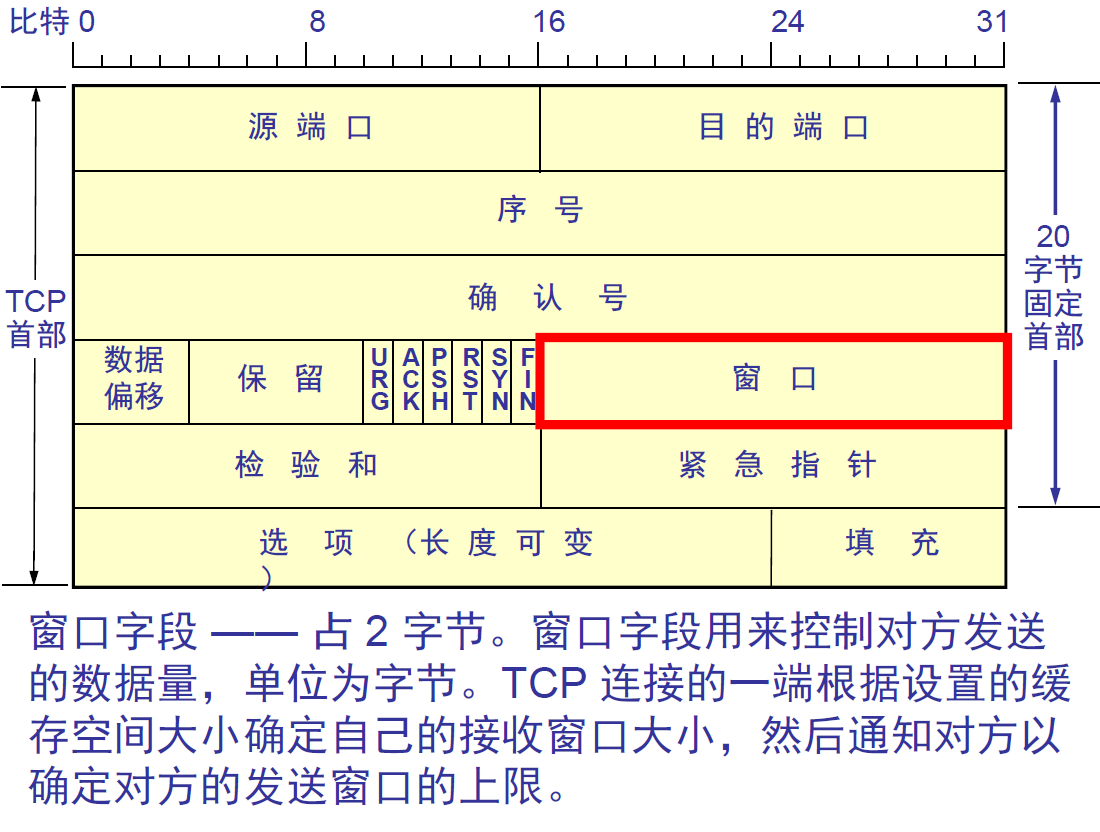 比特 0 8 16 24 31
源 端 口
目 的 端 口
序 号
确 认 号
TCP
首部
20
字节
固定
首部
数据
偏移
保 留
URG
ACK
PSH
RST
SYN
FIN
窗 口
检 验 和
紧 急 指 针
选 项 （长 度 可 变
）
填 充
窗口字段 —— 占 2 字节。窗口字段用来控制对方发送
的数据量，单位为字节。TCP 连接的一端根据设置的缓
存空间大小确定自己的接收窗口大小，然后通知对方以
确定对方的发送窗口的上限。